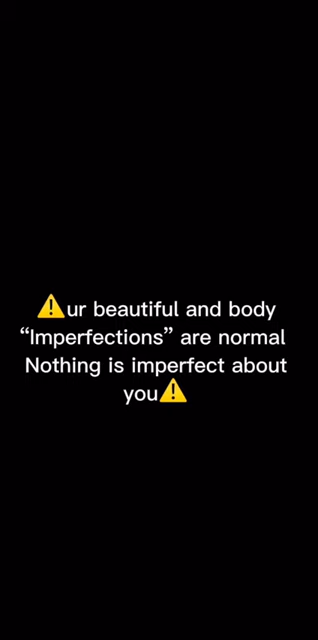 ⚠️ur beautiful and body
“Imperfections” are normal
Nothing is imperfect about
you⚠️